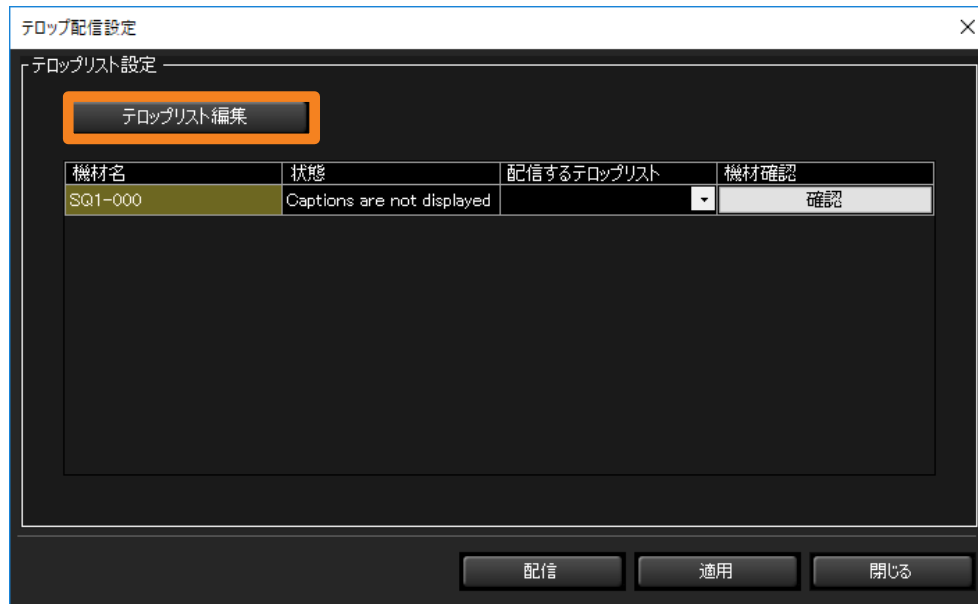 テロップ配信設定
テロップリスト設定
テロップリスト編集
機材名 状態 配信するテロップリスト 機材確認
SQ1-000 Captions are not displayed 確認
配信 適用 閉じる